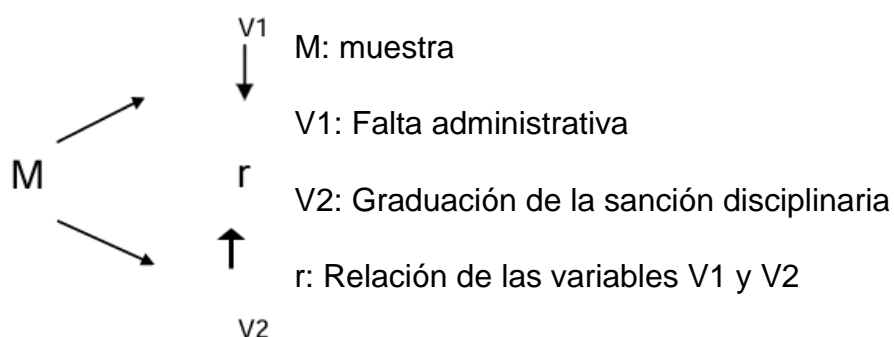 V1
M: muestra
V1: Falta administrativa
M
r
V2: Graduación de la sanción disciplinaria
r: Relación de las variables V1 y V2
V2